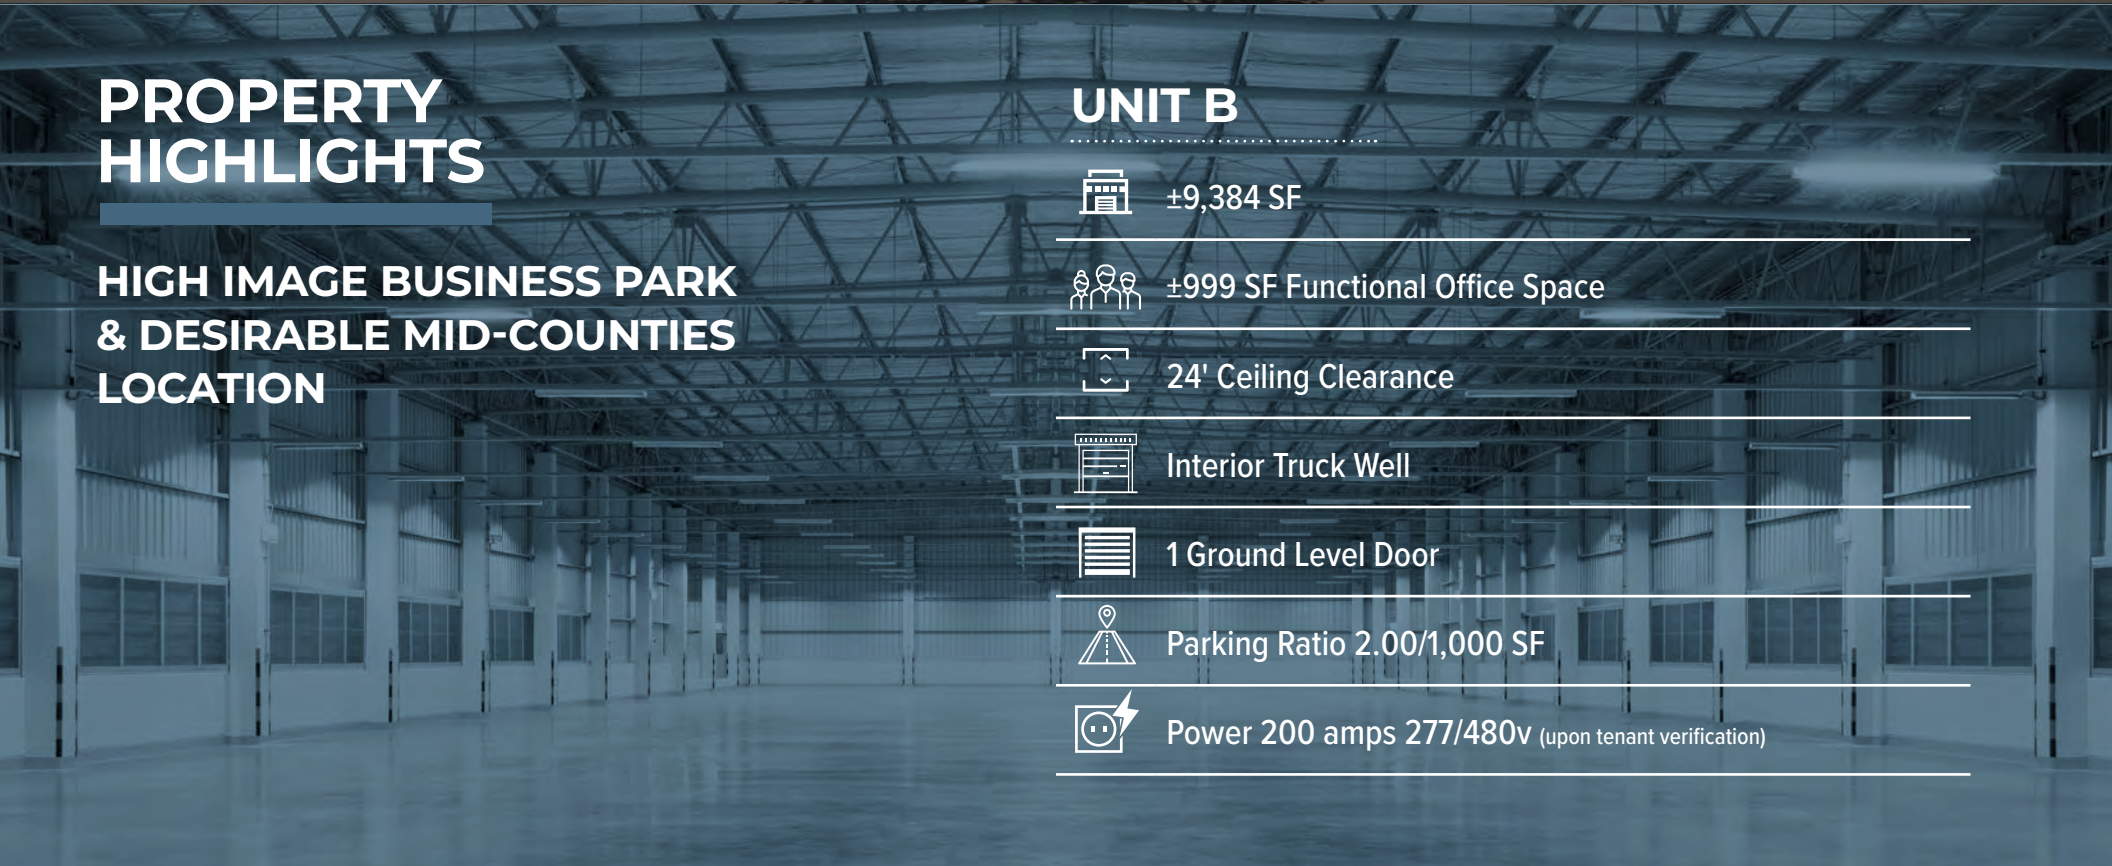 PROPERTY
HIGHLIGHTS
HIGH IMAGE BUSINESS PARK
& DESIRABLE MID-COUNTIES
LOCATION
UNIT B
±9,384 SF
±999 SF Functional Office Space
24' Ceiling Clearance
Interior Truck Well
1 Ground Level Door
Parking Ratio 2.00/1,000 SF
Power 200 amps 277/480v (upon tenant verification)